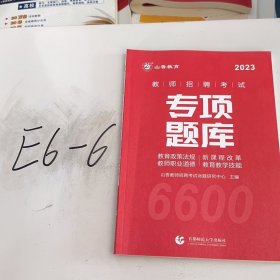 高校
E6-6
山香教育
2023
教师招聘考试
专项
题库
教育政策法规 新课程改革
教师职业道德 教育教学技能
山香教师招聘考试命题研究中心 主编
6600
首都师范大学出版社